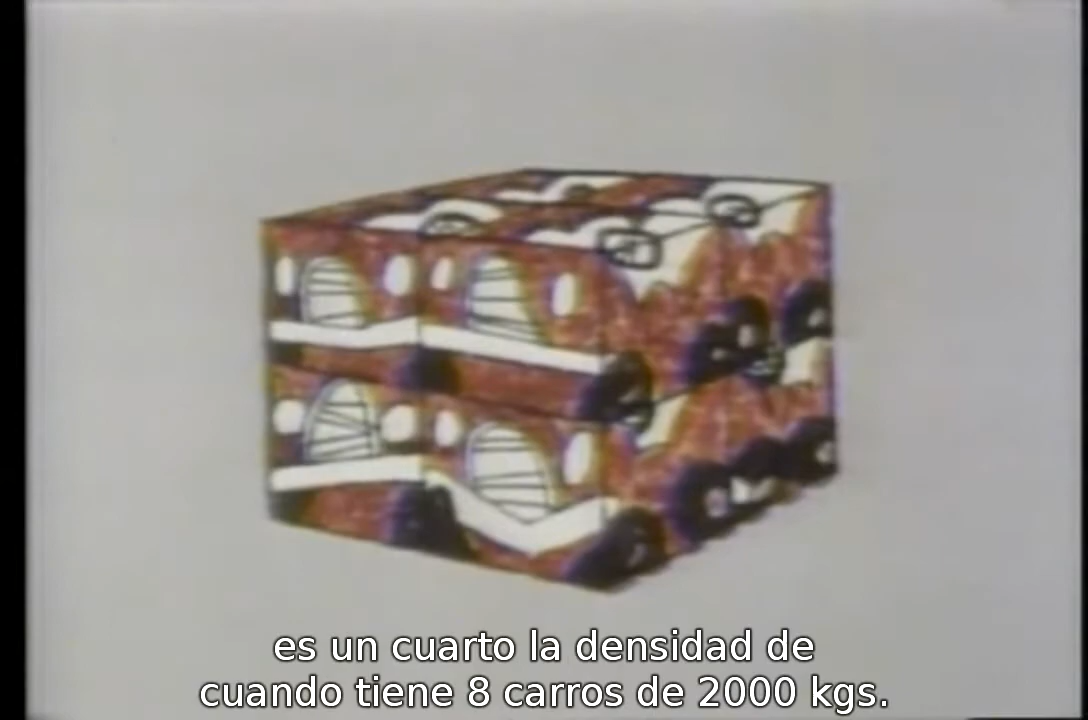 es un cuarto la densidad de
cuando tiene 8 carros de 2000 kgs.